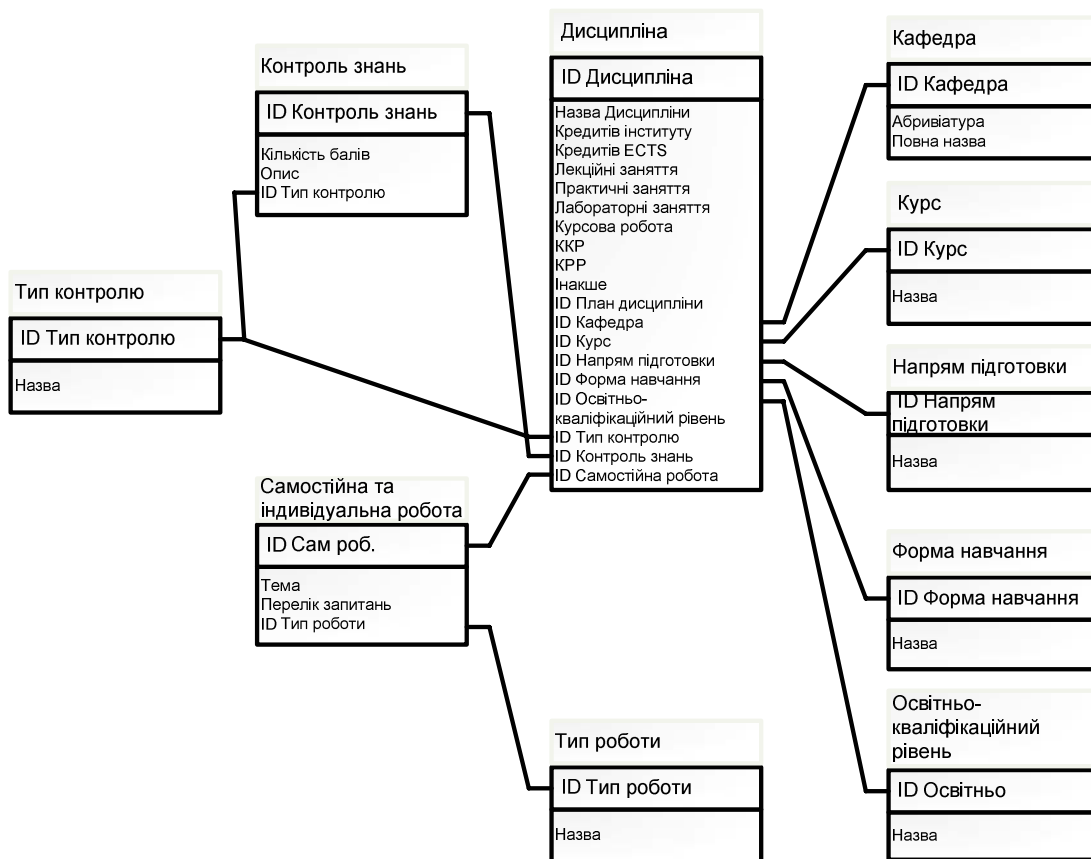 Дисципліна
ID Дисципліна
Назва Дисципліни
Кредитів інституту
Кредитів ECTS
Лекційні заняття
Практичні заняття
Лабораторні заняття
Курсова робота
ККР
КРР
Інакше
ID План дисципліни
ID Кафедра
ID Курс
ID Напрям підготовки
ID Форма навчання
ID Освітньо-
кваліфікаційний рівень
ID Тип контролю
ID Контроль знань
ID Самостійна робота
Контроль знань
ID Контроль знань
Кількість балів
Опис
ID Тип контролю
Тип контролю
ID Тип контролю
Назва
Самостійна та
індивідуальна робота
ID Сам роб.
Тема
Перелік запитань
ID Тип роботи
Тип роботи
ID Тип роботи
Назва
Кафедра
ID Кафедра
Абривіатура
Повна назва
Курс
ID Курс
Назва
Напрям підготовки
ID Напрям
підготовки
Назва
Форма навчання
ID Форма навчання
Назва
Освітньо-
кваліфікаційний
рівень
ID Освітньо
Назва